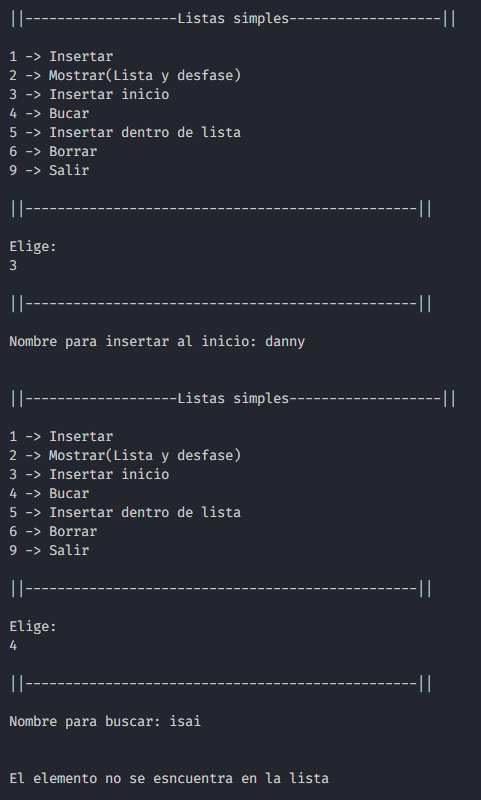 ||-------------------Listas simples-------------------||
1 -> Insertar
2 -> Mostrar(Lista y desfase)
3 -> Insertar inicio
4 -> Bucar
5 -> Insertar dentro de lista
6 -> Borrar
9 -> Salir
||-------------------------------------------------||
Elige:
3
||-------------------------------------------------||
Nombre para insertar al inicio: danny
||-------------------Listas simples-------------------||
1 -> Insertar
2 -> Mostrar(Lista y desfase)
3 -> Insertar inicio
4 -> Bucar
5 -> Insertar dentro de lista
6 -> Borrar
9 -> Salir
||-------------------------------------------------||
Elige:
4
||-------------------------------------------------||
Nombre para buscar: isai
El elemento no se esncuentra en la lista